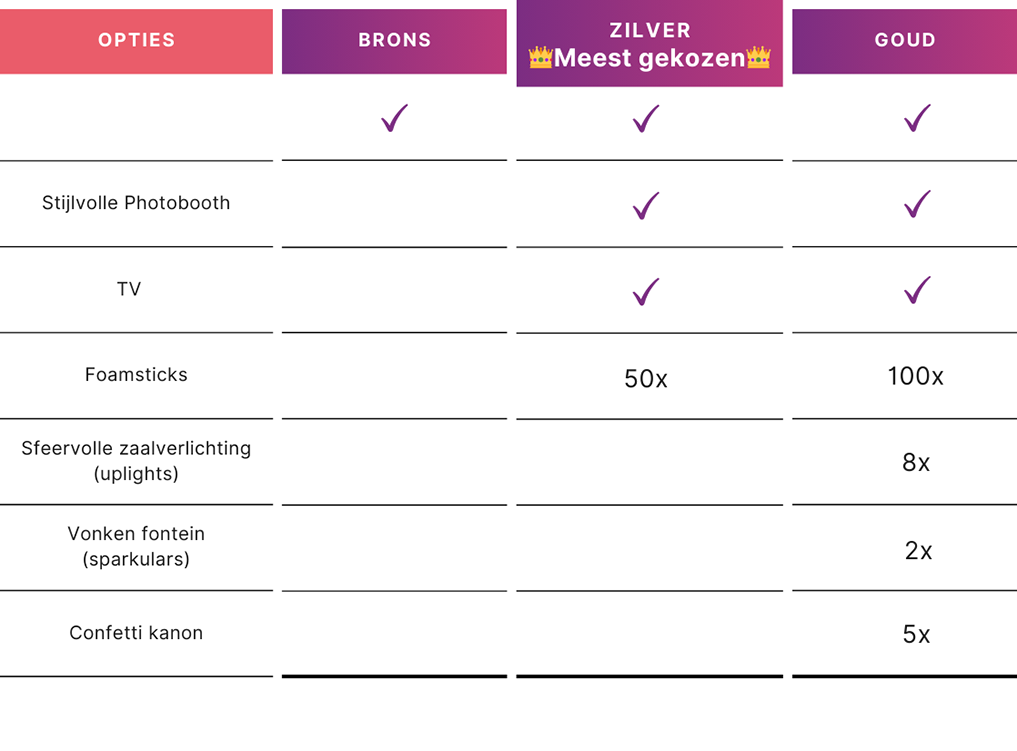 OPTIES
BRONS
ZILVER
👑Meest gekozen👑
GOUD
✓ ✓ ✓
Stijlvolle Photobooth ✓ ✓
TV ✓ ✓
Foamsticks 50x 100x
Sfeervolle zaalverlichting
(uplights) 8x
Vonken fontein
(sparkulars) 2x
Confetti kanon 5x